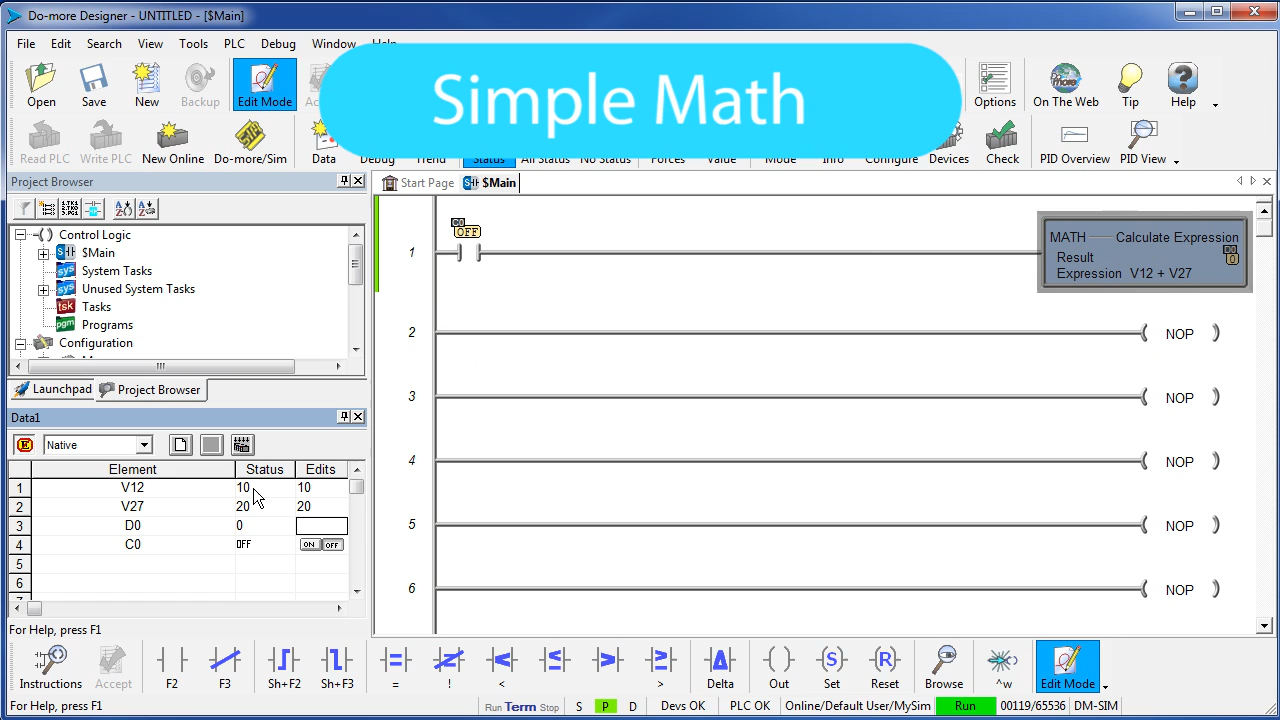 Do-more Designer - UNTITLED - [$Main]
File Edit Search View Tools PLC Debug Window Help
Simple Math
Open Save New Backup Edit Mode Options On The Web Tip Help
Read PLC Write PLC New Online Do-more/Sim Data Debug Trend Status All Status No Status Forces Value Mode Info Configure Devices Check PID Overview PID View
Project Browser
Start Page $Main
Control Logic
$Main
System Tasks
Unused System Tasks
Tasks
Programs
Configuration
Launchpad Project Browser
C0
OFF
1
MATH Calculate Expression
Result D0
0
Expression V12 + V27
2 NOP
3 NOP
4 NOP
5 NOP
6 NOP
Data1
Native
Element Status Edits
1 V12 10 10
2 V27 20 20
3 D0 0
4 C0 OFF ON OFF
5
6
For Help, press F1
Instructions Accept F2 F3 Sh+F2 Sh+F3 = ! < > Delta Out Set Reset Browse ^w Edit Mode
For Help, press F1 Run Term Stop S P D Devs OK PLC OK Online/Default User/MySim Run 00119/65536 DM-SIM